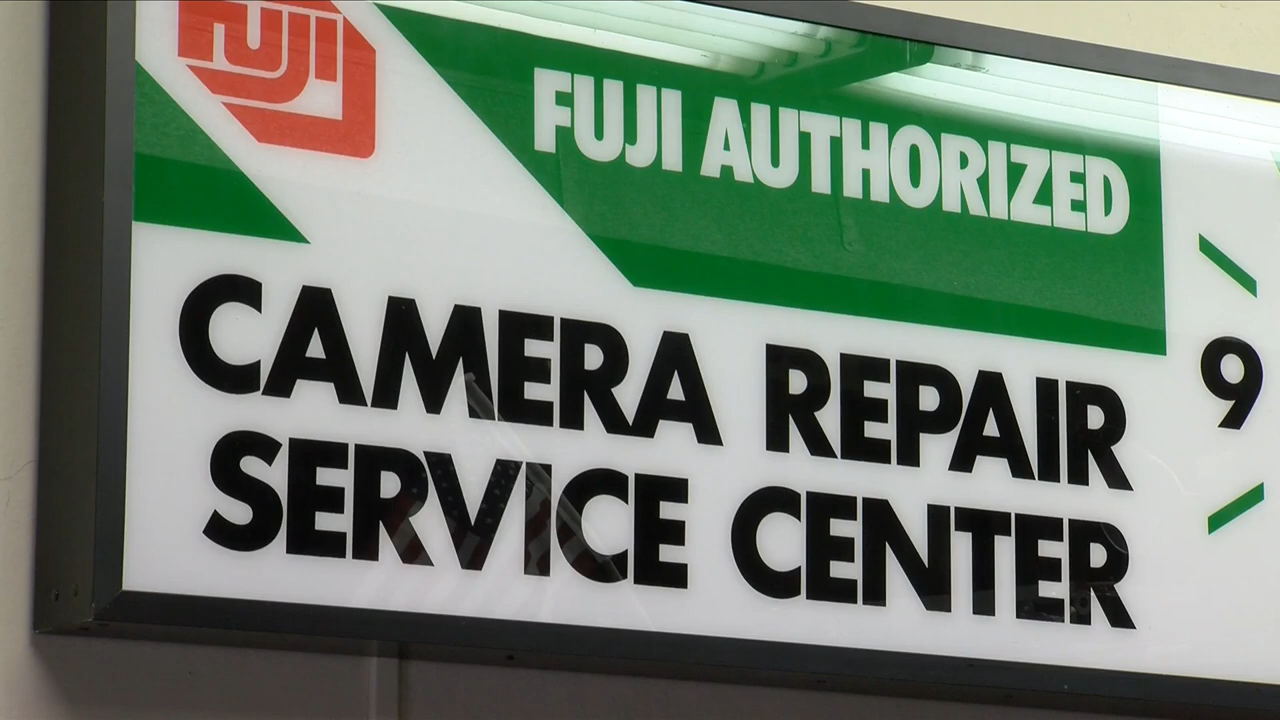 FUJI
FUJI AUTHORIZED
CAMERA REPAIR
SERVICE CENTER
9